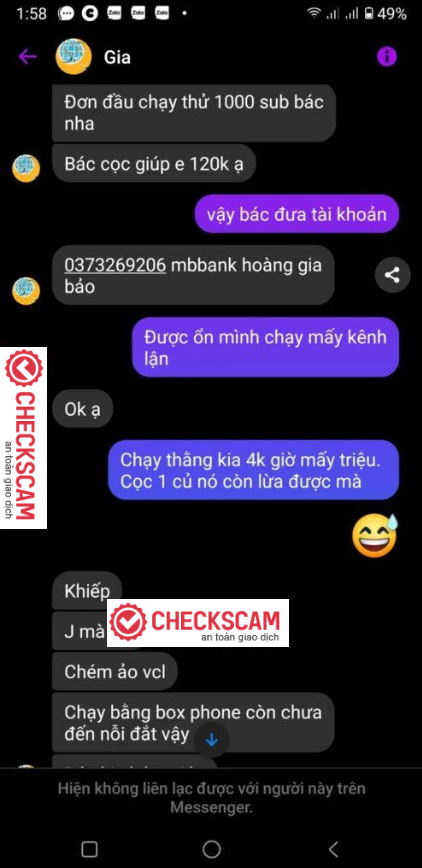 1:58
Zalo
Zalo
Zalo
49%
Gia
Đơn đầu chạy thử 1000 sub bác
nha
Bác cọc giúp e 120k ạ
vậy bác đưa tài khoản
0373269206 mbbank hoàng gia
bảo
Được ổn mình chạy mấy kênh
lận
CHECKSCAM
an toàn giao dịch
Ok ạ
Chạy thằng kia 4k giờ mấy triệu.
Cọc 1 củ nó còn lừa được mà
Khiếp
J mà
CHECKSCAM
an toàn giao dịch
Chém ảo vcl
Chạy bằng box phone còn chưa
đến nỗi đắt vậy
Hiện không liên lạc được với người này trên
Messenger.